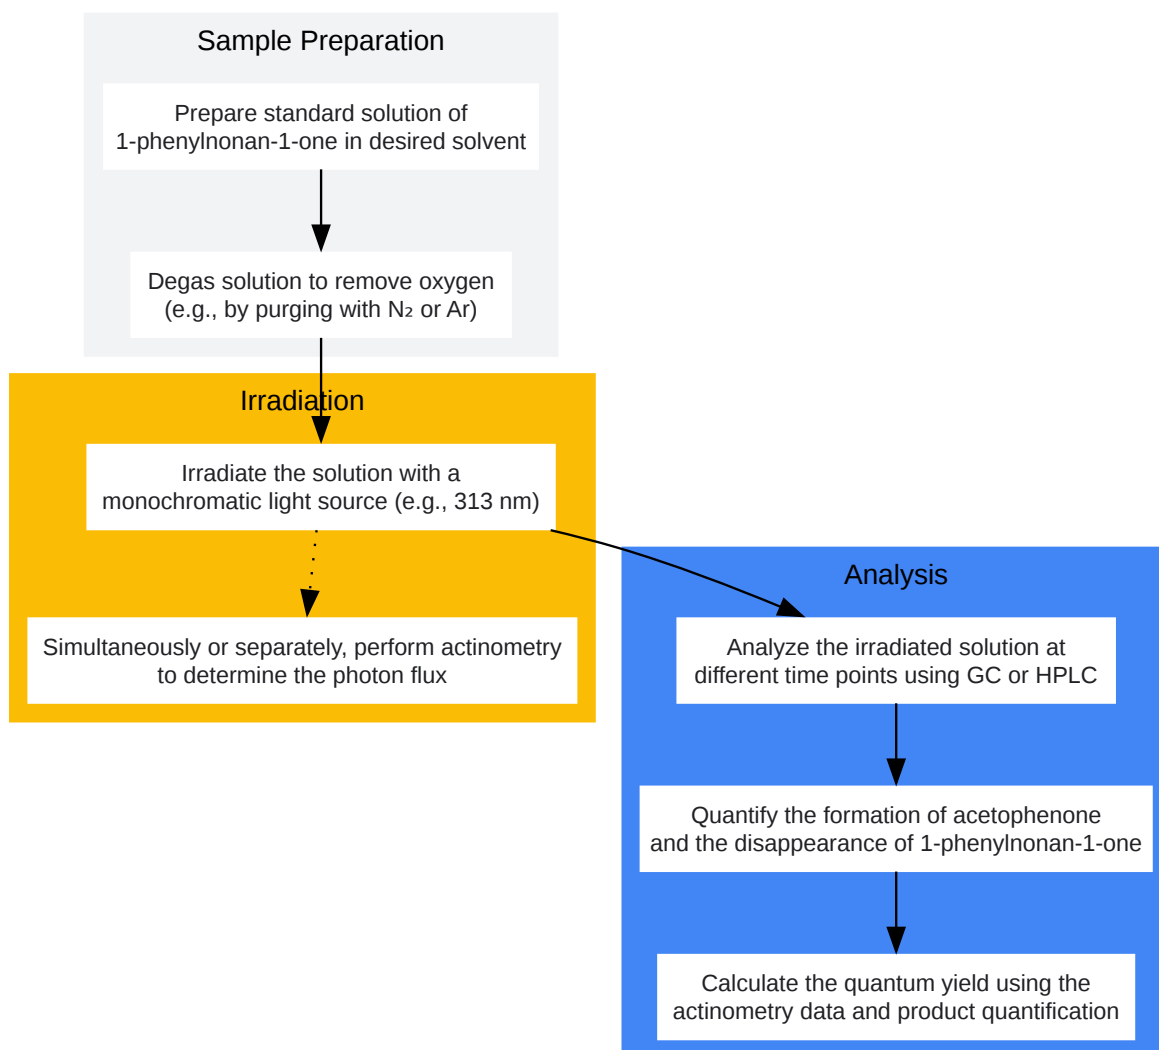 Sample Preparation
Prepare standard solution of
1-phenylnonan-1-one in desired solvent
Degas solution to remove oxygen
(e.g., by purging with N₂ or Ar)
Irradiation
Irradiate the solution with a
monochromatic light source (e.g., 313 nm)
Simultaneously or separately, perform actinometry
to determine the photon flux
Analysis
Analyze the irradiated solution at
different time points using GC or HPLC
Quantify the formation of acetophenone
and the disappearance of 1-phenylnonan-1-one
Calculate the quantum yield using the
actinometry data and product quantification